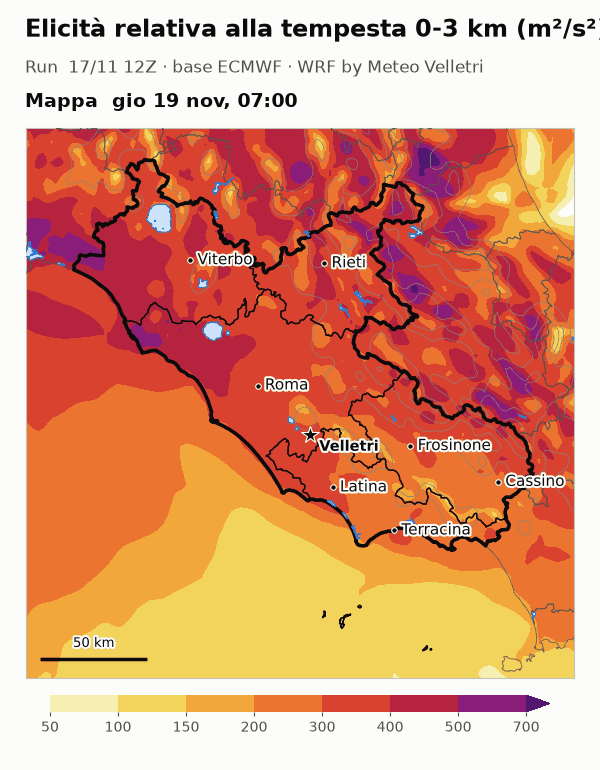 Elicità relativa alla tempesta 0-3 km (m²/s²)
Run 17/11 12Z · base ECMWF · WRF by Meteo Velletri
Mappa gio 19 nov, 07:00
Viterbo
Rieti
Roma
Velletri
Frosinone
Latina
Cassino
Terracina
50 km
50 100 150 200 300 400 500 700